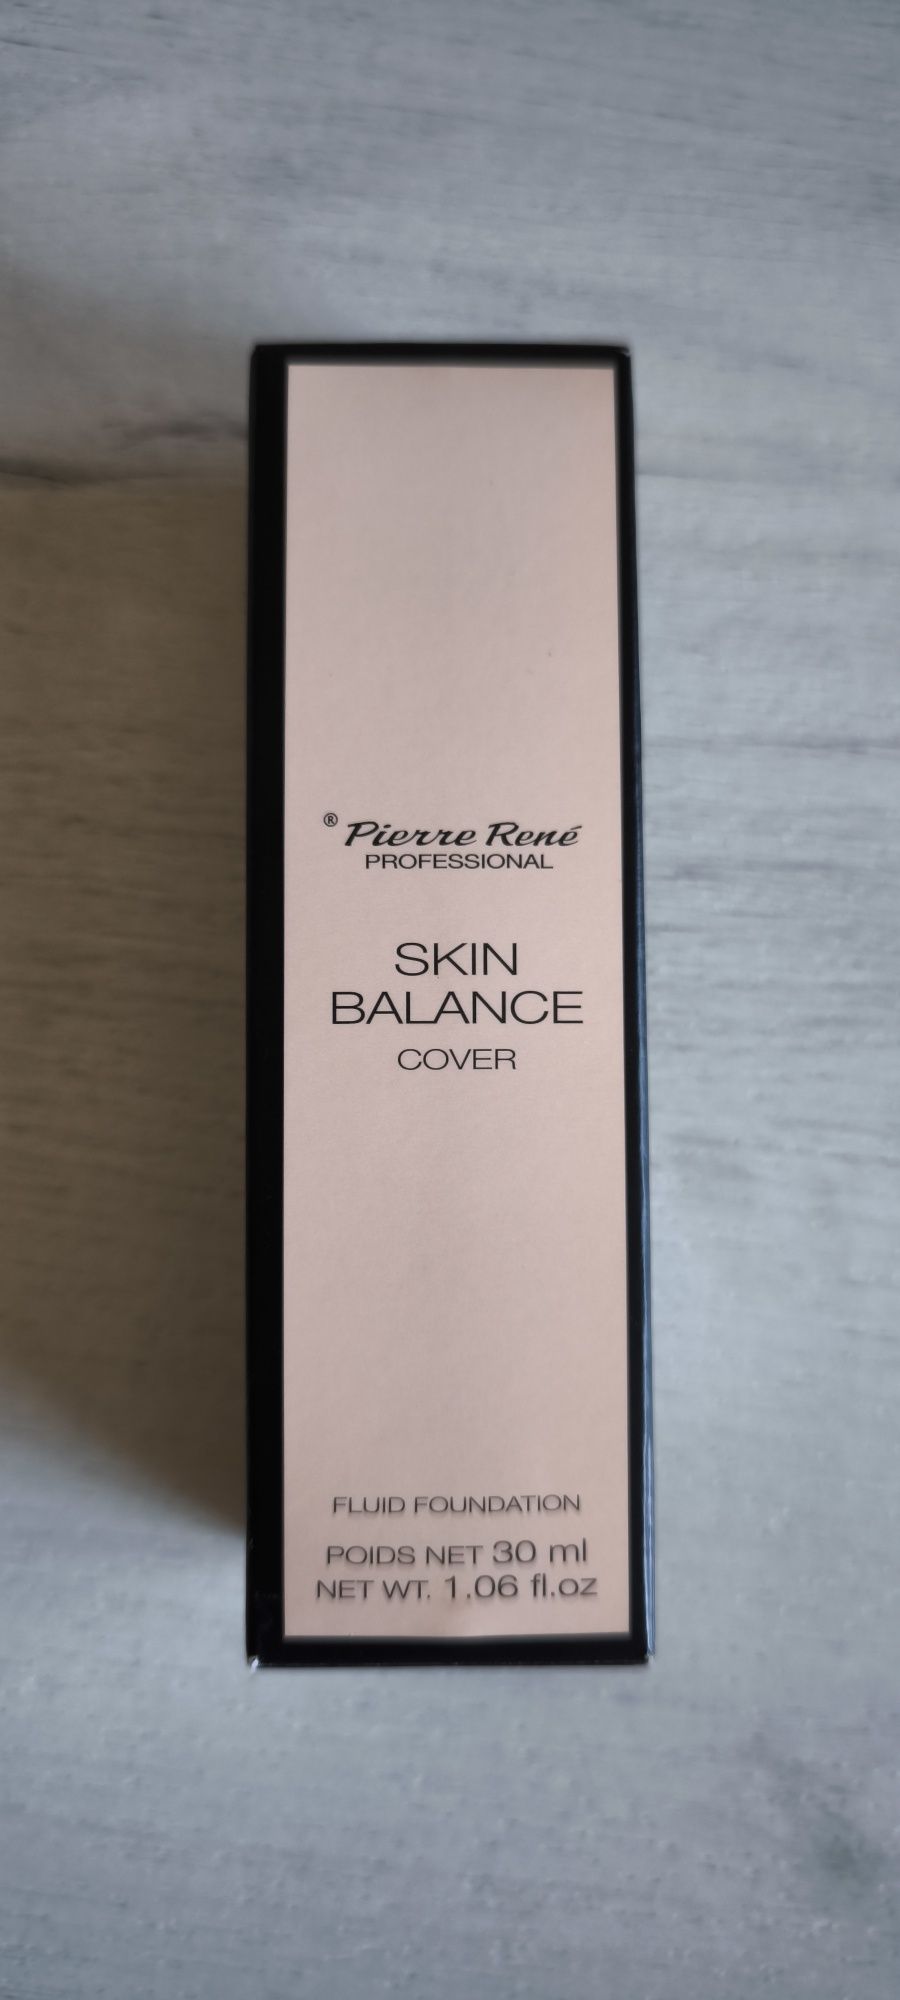 ® Pierre René
PROFESSIONAL
SKIN
BALANCE
COVER
FLUID FOUNDATION
POIDS NET 30 ml
NET WT. 1.06 fl.oz